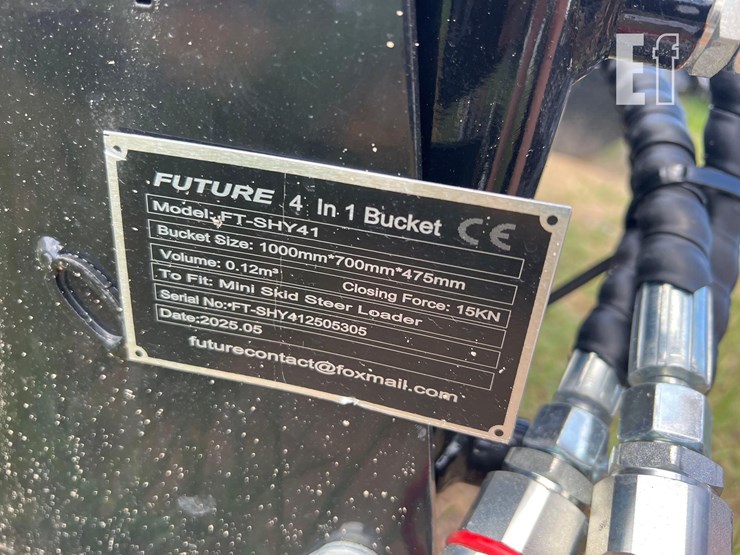 Ef
FUTURE 4 In 1 Bucket CE
Model: FT-SHY41
Bucket Size: 1000mm*700mm*475mm
Volume: 0.12m³ Closing Force: 15KN
To Fit: Mini Skid Steer Loader
Serial No:*FT-SHY412505305
Date:2025.05
futurecontact@foxmail.com